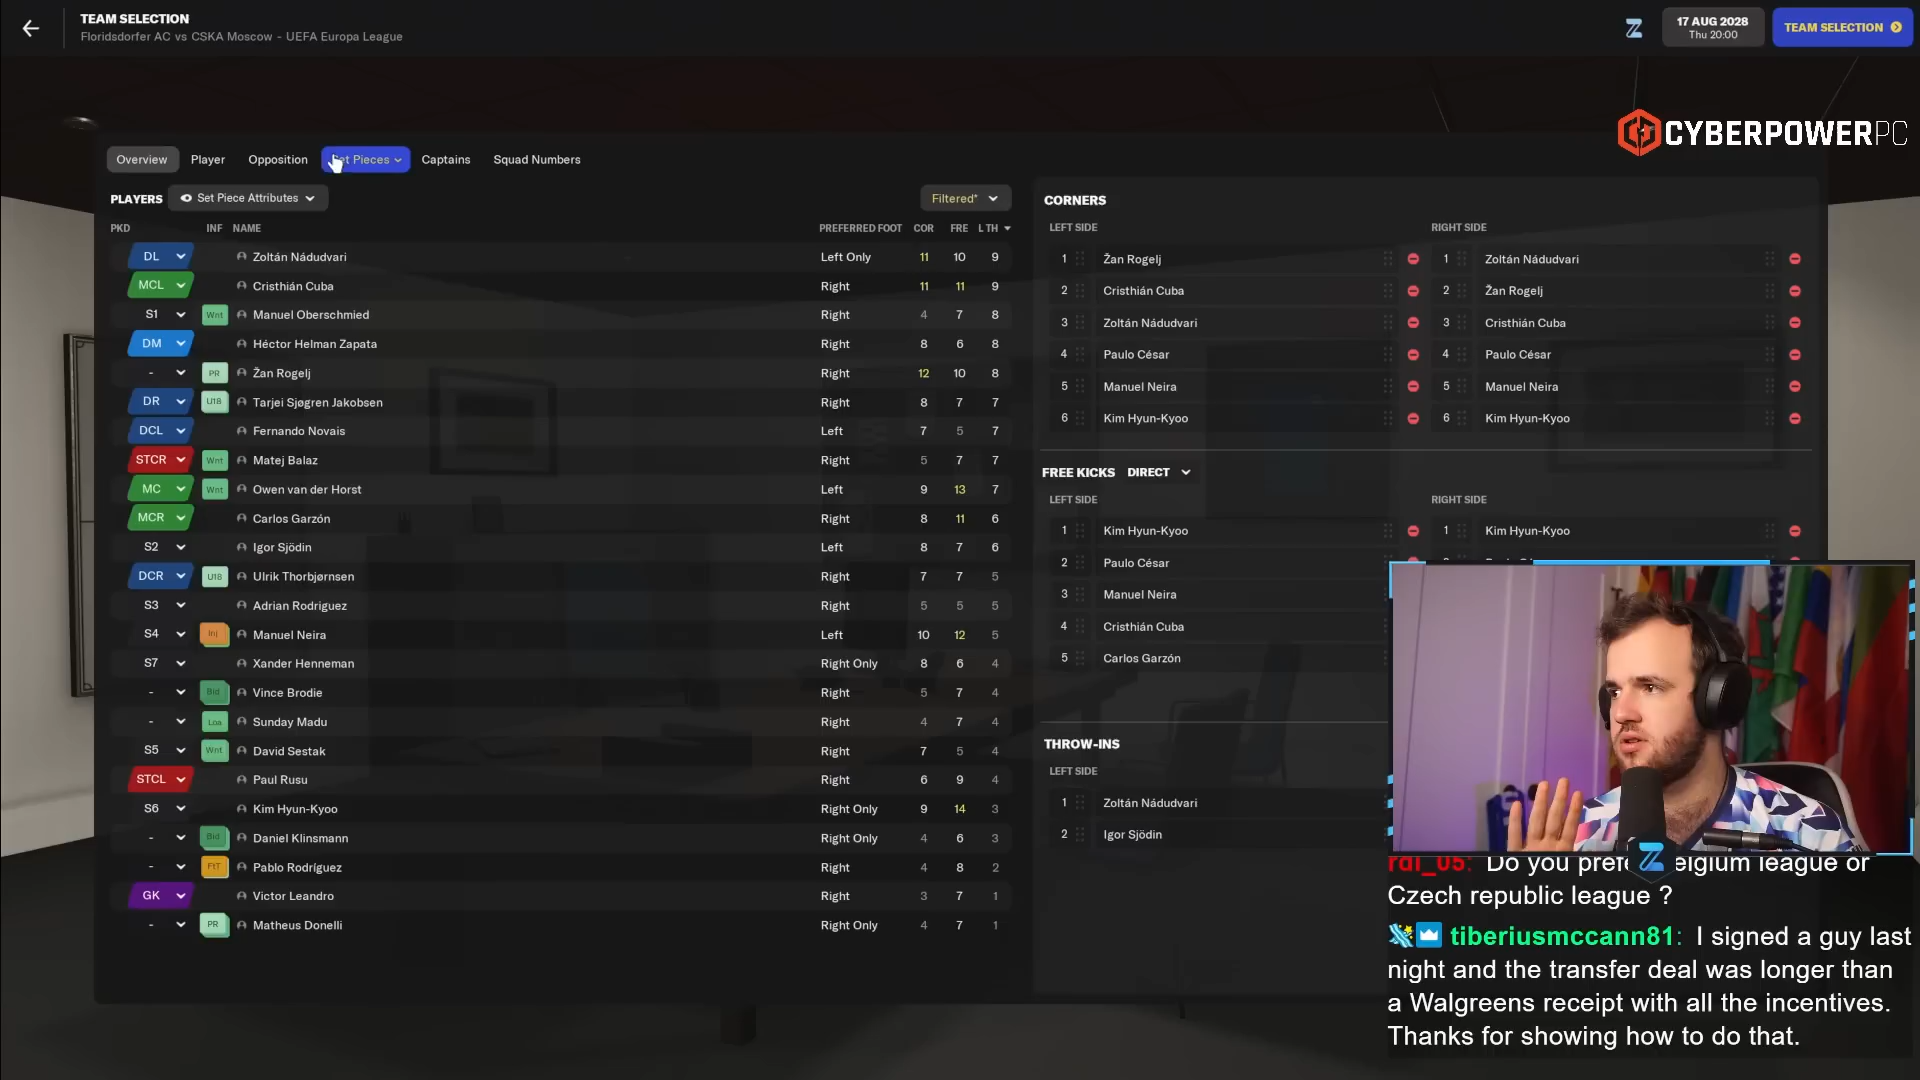 TEAM SELECTION
Floridsdorfer AC vs CSKA Moscow - UEFA Europa League
17 AUG 2028
Thu 20:00
TEAM SELECTION
CYBERPOWERPC
Overview Player Opposition Pieces Captains Squad Numbers
PLAYERS Set Piece Attributes Filtered*
PKD INF NAME PREFERRED FOOT COR FRE L TH
DL Zoltán Nádudvari Left Only 11 10 9
MCL Cristhián Cuba Right 11 11 9
S1 Wnt Manuel Oberschmied Right 4 7 8
DM Héctor Helman Zapata Right 8 6 8
- PR Žan Rogelj Right 12 10 8
DR U18 Tarjei Sjøgren Jakobsen Right 8 7 7
DCL Fernando Novais Left 7 5 7
STCR Wnt Matej Balaz Right 5 7 7
MC Wnt Owen van der Horst Left 9 13 7
MCR Carlos Garzón Right 8 11 6
S2 Igor Sjödin Left 8 7 6
DCR U18 Ulrik Thorbjørnsen Right 7 7 5
S3 Adrian Rodriguez Right 5 5 5
S4 Inj Manuel Neira Left 10 12 5
S7 Xander Henneman Right Only 8 6 4
- Bid Vince Brodie Right 5 7 4
- Loa Sunday Madu Right 4 7 4
S5 Wnt David Sestak Right 7 5 4
STCL Paul Rusu Right 6 9 4
S6 Kim Hyun-Kyoo Right Only 9 14 3
- Bid Daniel Klinsmann Right Only 4 6 3
- FtT Pablo Rodríguez Right 4 8 2
GK Victor Leandro Right 3 7 1
- PR Matheus Donelli Right Only 4 7 1
CORNERS
LEFT SIDE RIGHT SIDE
1 Žan Rogelj 1 Zoltán Nádudvari
2 Cristhián Cuba 2 Žan Rogelj
3 Zoltán Nádudvari 3 Cristhián Cuba
4 Paulo César 4 Paulo César
5 Manuel Neira 5 Manuel Neira
6 Kim Hyun-Kyoo 6 Kim Hyun-Kyoo
FREE KICKS DIRECT
LEFT SIDE RIGHT SIDE
1 Kim Hyun-Kyoo 1 Kim Hyun-Kyoo
2 Paulo César
3 Manuel Neira
4 Cristhián Cuba
5 Carlos Garzón
THROW-INS
LEFT SIDE
1 Zoltán Nádudvari
2 Igor Sjödin
rdl_05: Do you prefe elgium league or
Czech republic league ?
tiberiusmccann81: I signed a guy last
night and the transfer deal was longer than
a Walgreens receipt with all the incentives.
Thanks for showing how to do that.